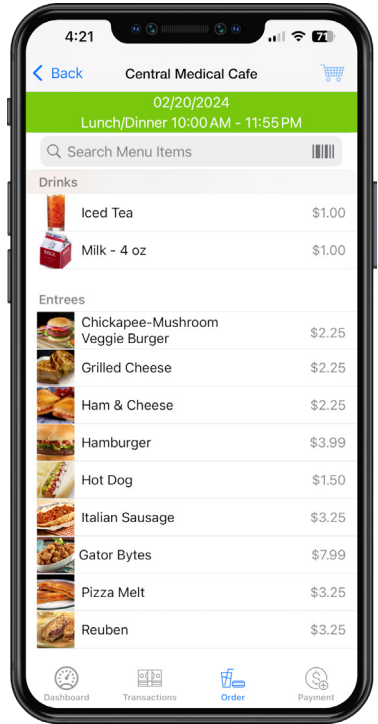 4:21
71
Back
Central Medical Cafe
02/20/2024
Lunch/Dinner 10:00 AM - 11:55 PM
Search Menu Items
Drinks
Iced Tea $1.00
MILK
Milk - 4 oz $1.00
Entrees
Chickapee-Mushroom
Veggie Burger $2.25
Grilled Cheese $2.25
Ham & Cheese $2.25
Hamburger $3.99
Hot Dog $1.50
Italian Sausage $3.25
Gator Bytes $7.99
Pizza Melt $3.25
Reuben $3.25
Dashboard Transactions Order Payment